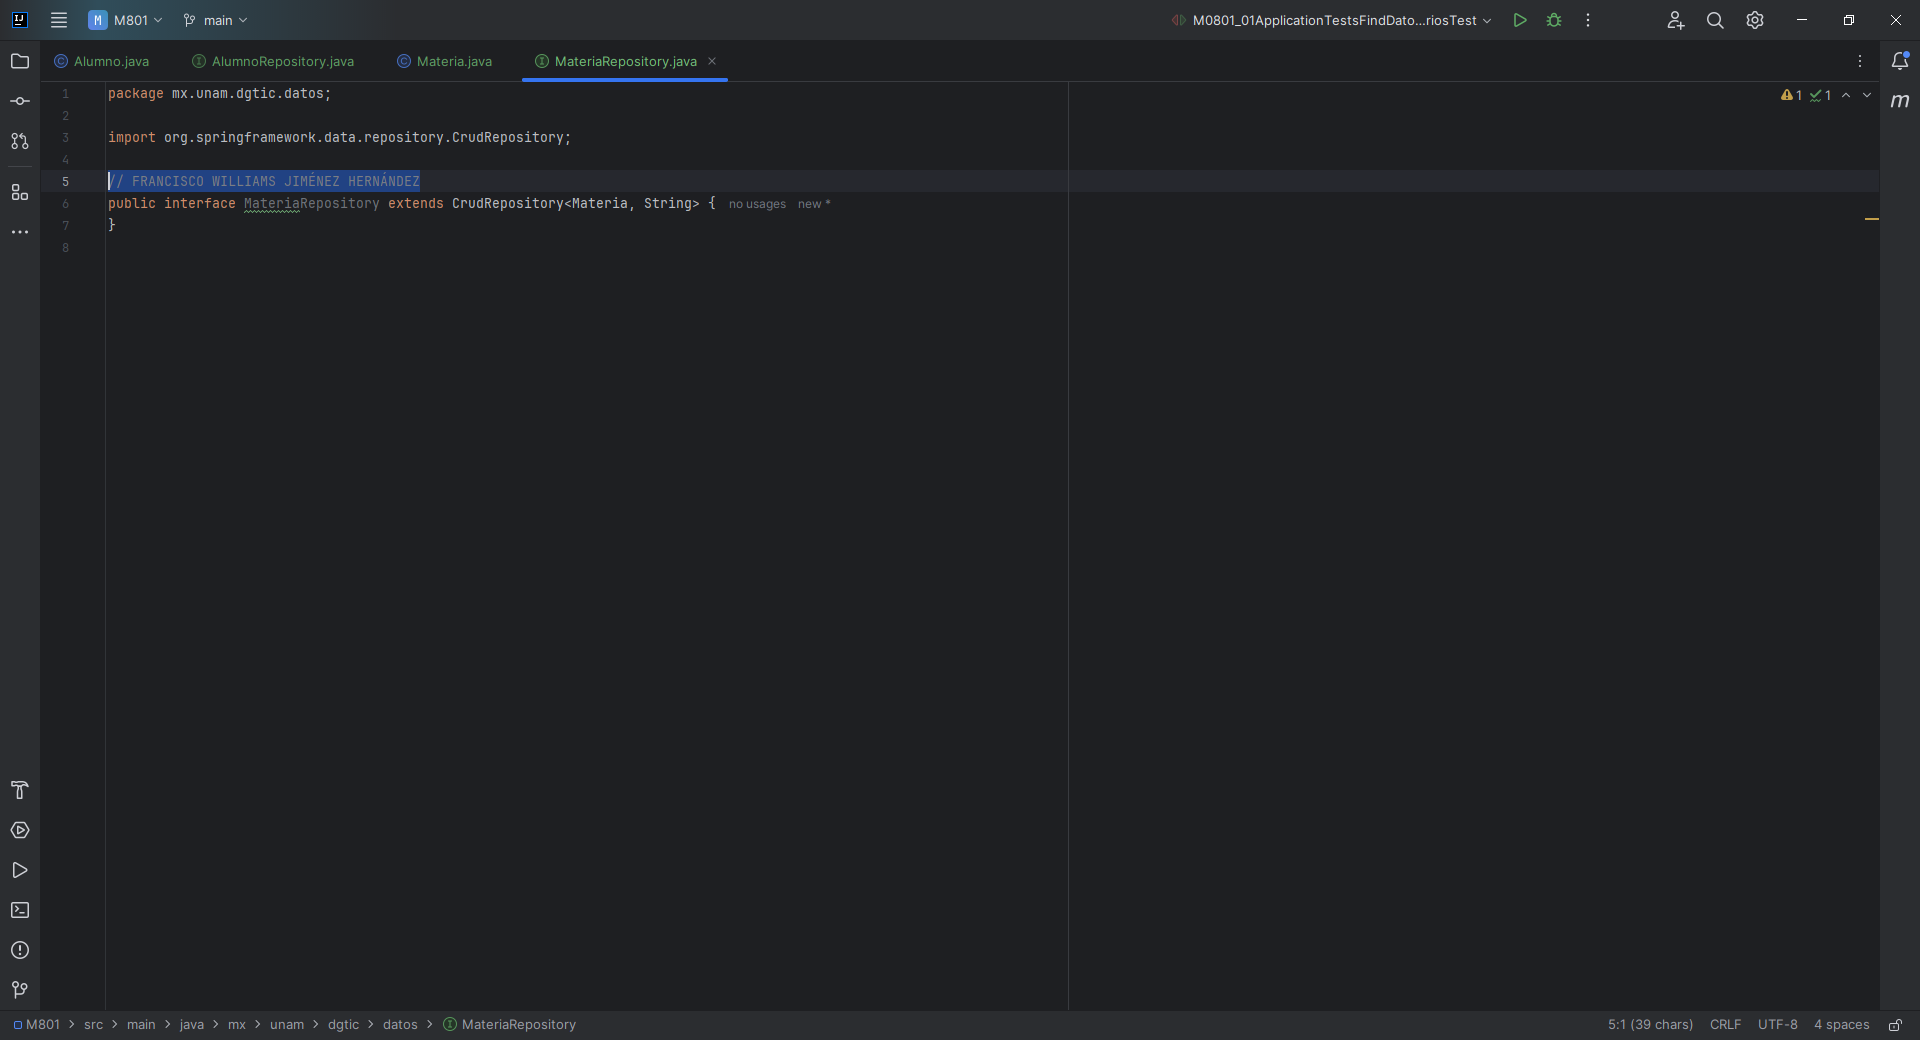 M M801 main M0801_01ApplicationTestsFindDato...riosTest
Alumno.java AlumnoRepository.java Materia.java MateriaRepository.java
1 package mx.unam.dgtic.datos;
2
3 import org.springframework.data.repository.CrudRepository;
4
5 // FRANCISCO WILLIAMS JIMÉNEZ HERNÁNDEZ
6 public interface MateriaRepository extends CrudRepository<Materia, String> { no usages new *
7 }
8
1 1
m
M801 > src > main > java > mx > unam > dgtic > datos > MateriaRepository 5:1 (39 chars) CRLF UTF-8 4 spaces